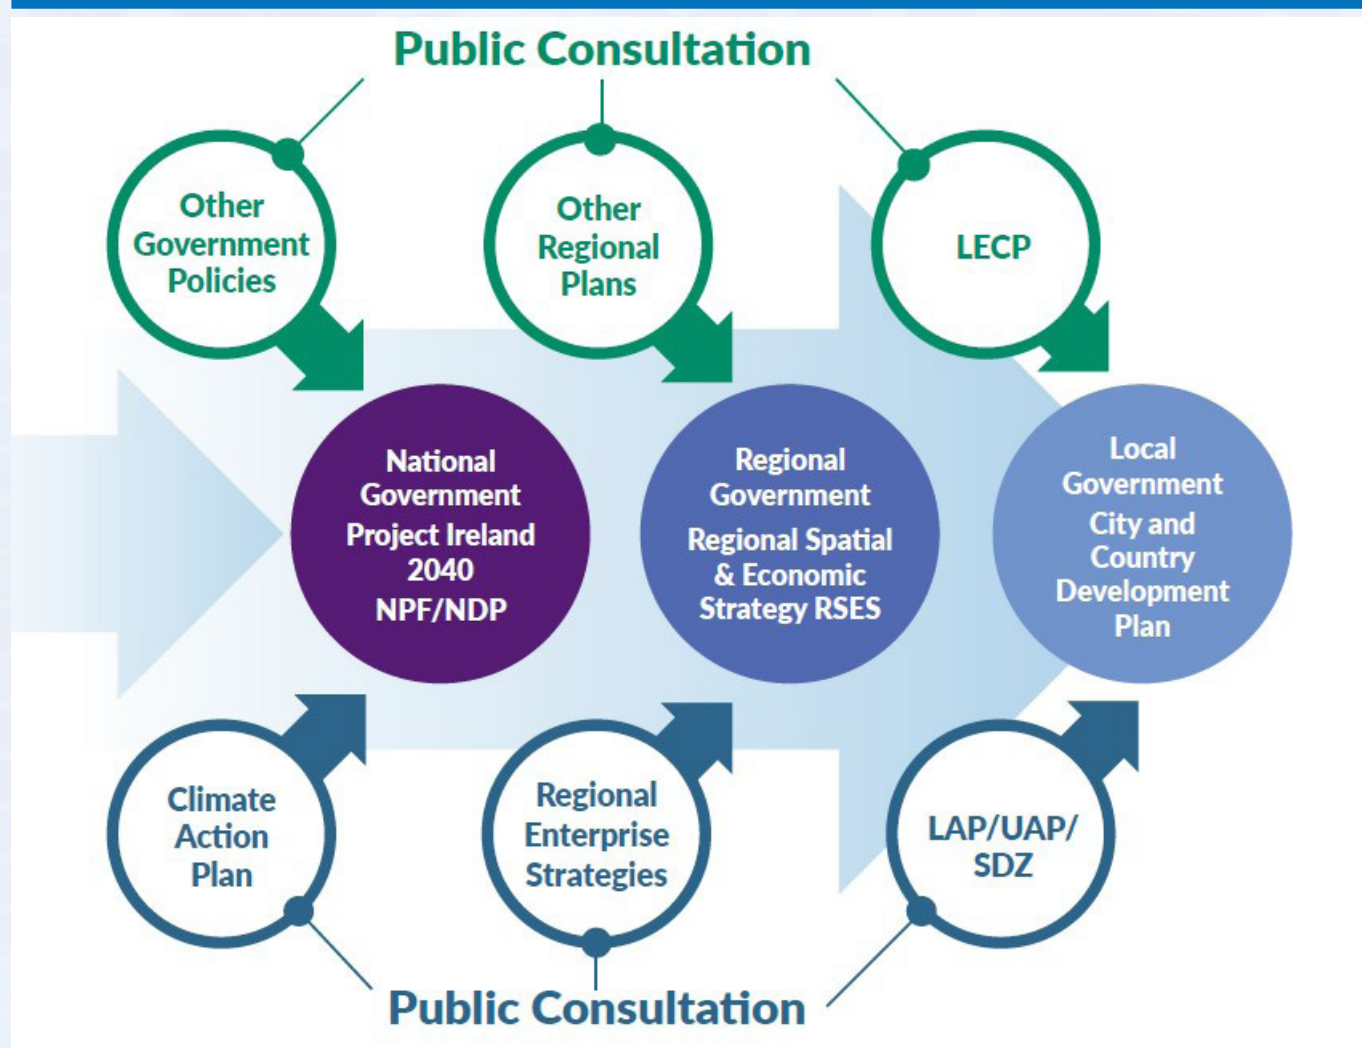 Public Consultation
Other
Government
Policies
Other
Regional
Plans
LECP
National
Government
Project Ireland
2040
NPF/NDP
Regional
Government
Regional Spatial
& Economic
Strategy RSES
Local
Government
City and
Country
Development
Plan
Climate
Action
Plan
Regional
Enterprise
Strategies
LAP/UAP/
SDZ
Public Consultation